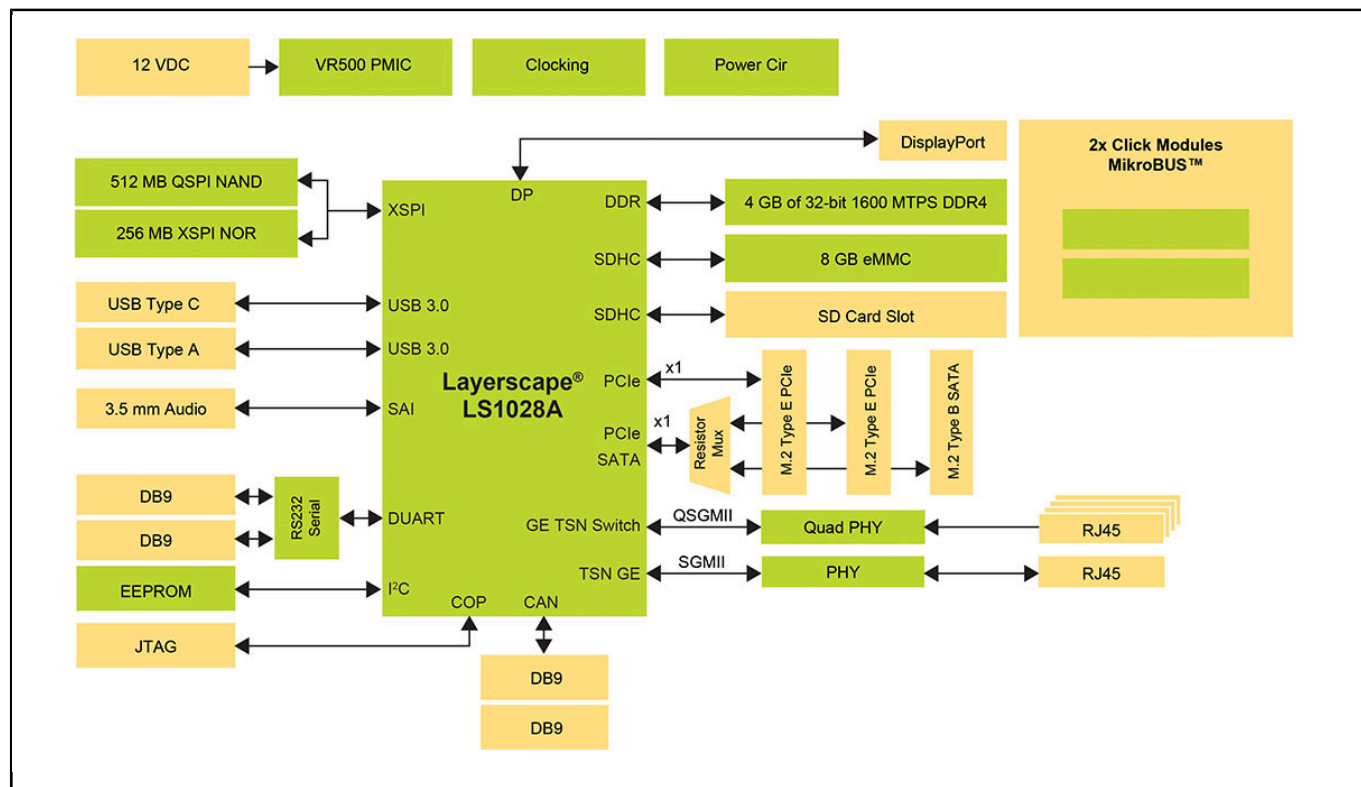 12 VDC
VR500 PMIC
Clocking
Power Cir
DisplayPort
2x Click Modules
MikroBUS™
512 MB QSPI NAND
256 MB XSPI NOR
XSPI
DP
DDR
4 GB of 32-bit 1600 MTPS DDR4
SDHC
8 GB eMMC
USB Type C
USB 3.0
SDHC
SD Card Slot
USB Type A
USB 3.0
Layerscape®
LS1028A
PCIe
x1
3.5 mm Audio
SAI
PCIe
SATA
x1
Resistor
Mux
M.2 Type E PCIe
M.2 Type E PCIe
M.2 Type B SATA
DB9
DB9
RS232
Serial
DUART
GE TSN Switch
QSGMII
Quad PHY
RJ45
TSN GE
SGMII
PHY
RJ45
EEPROM
I²C
COP
CAN
JTAG
DB9
DB9